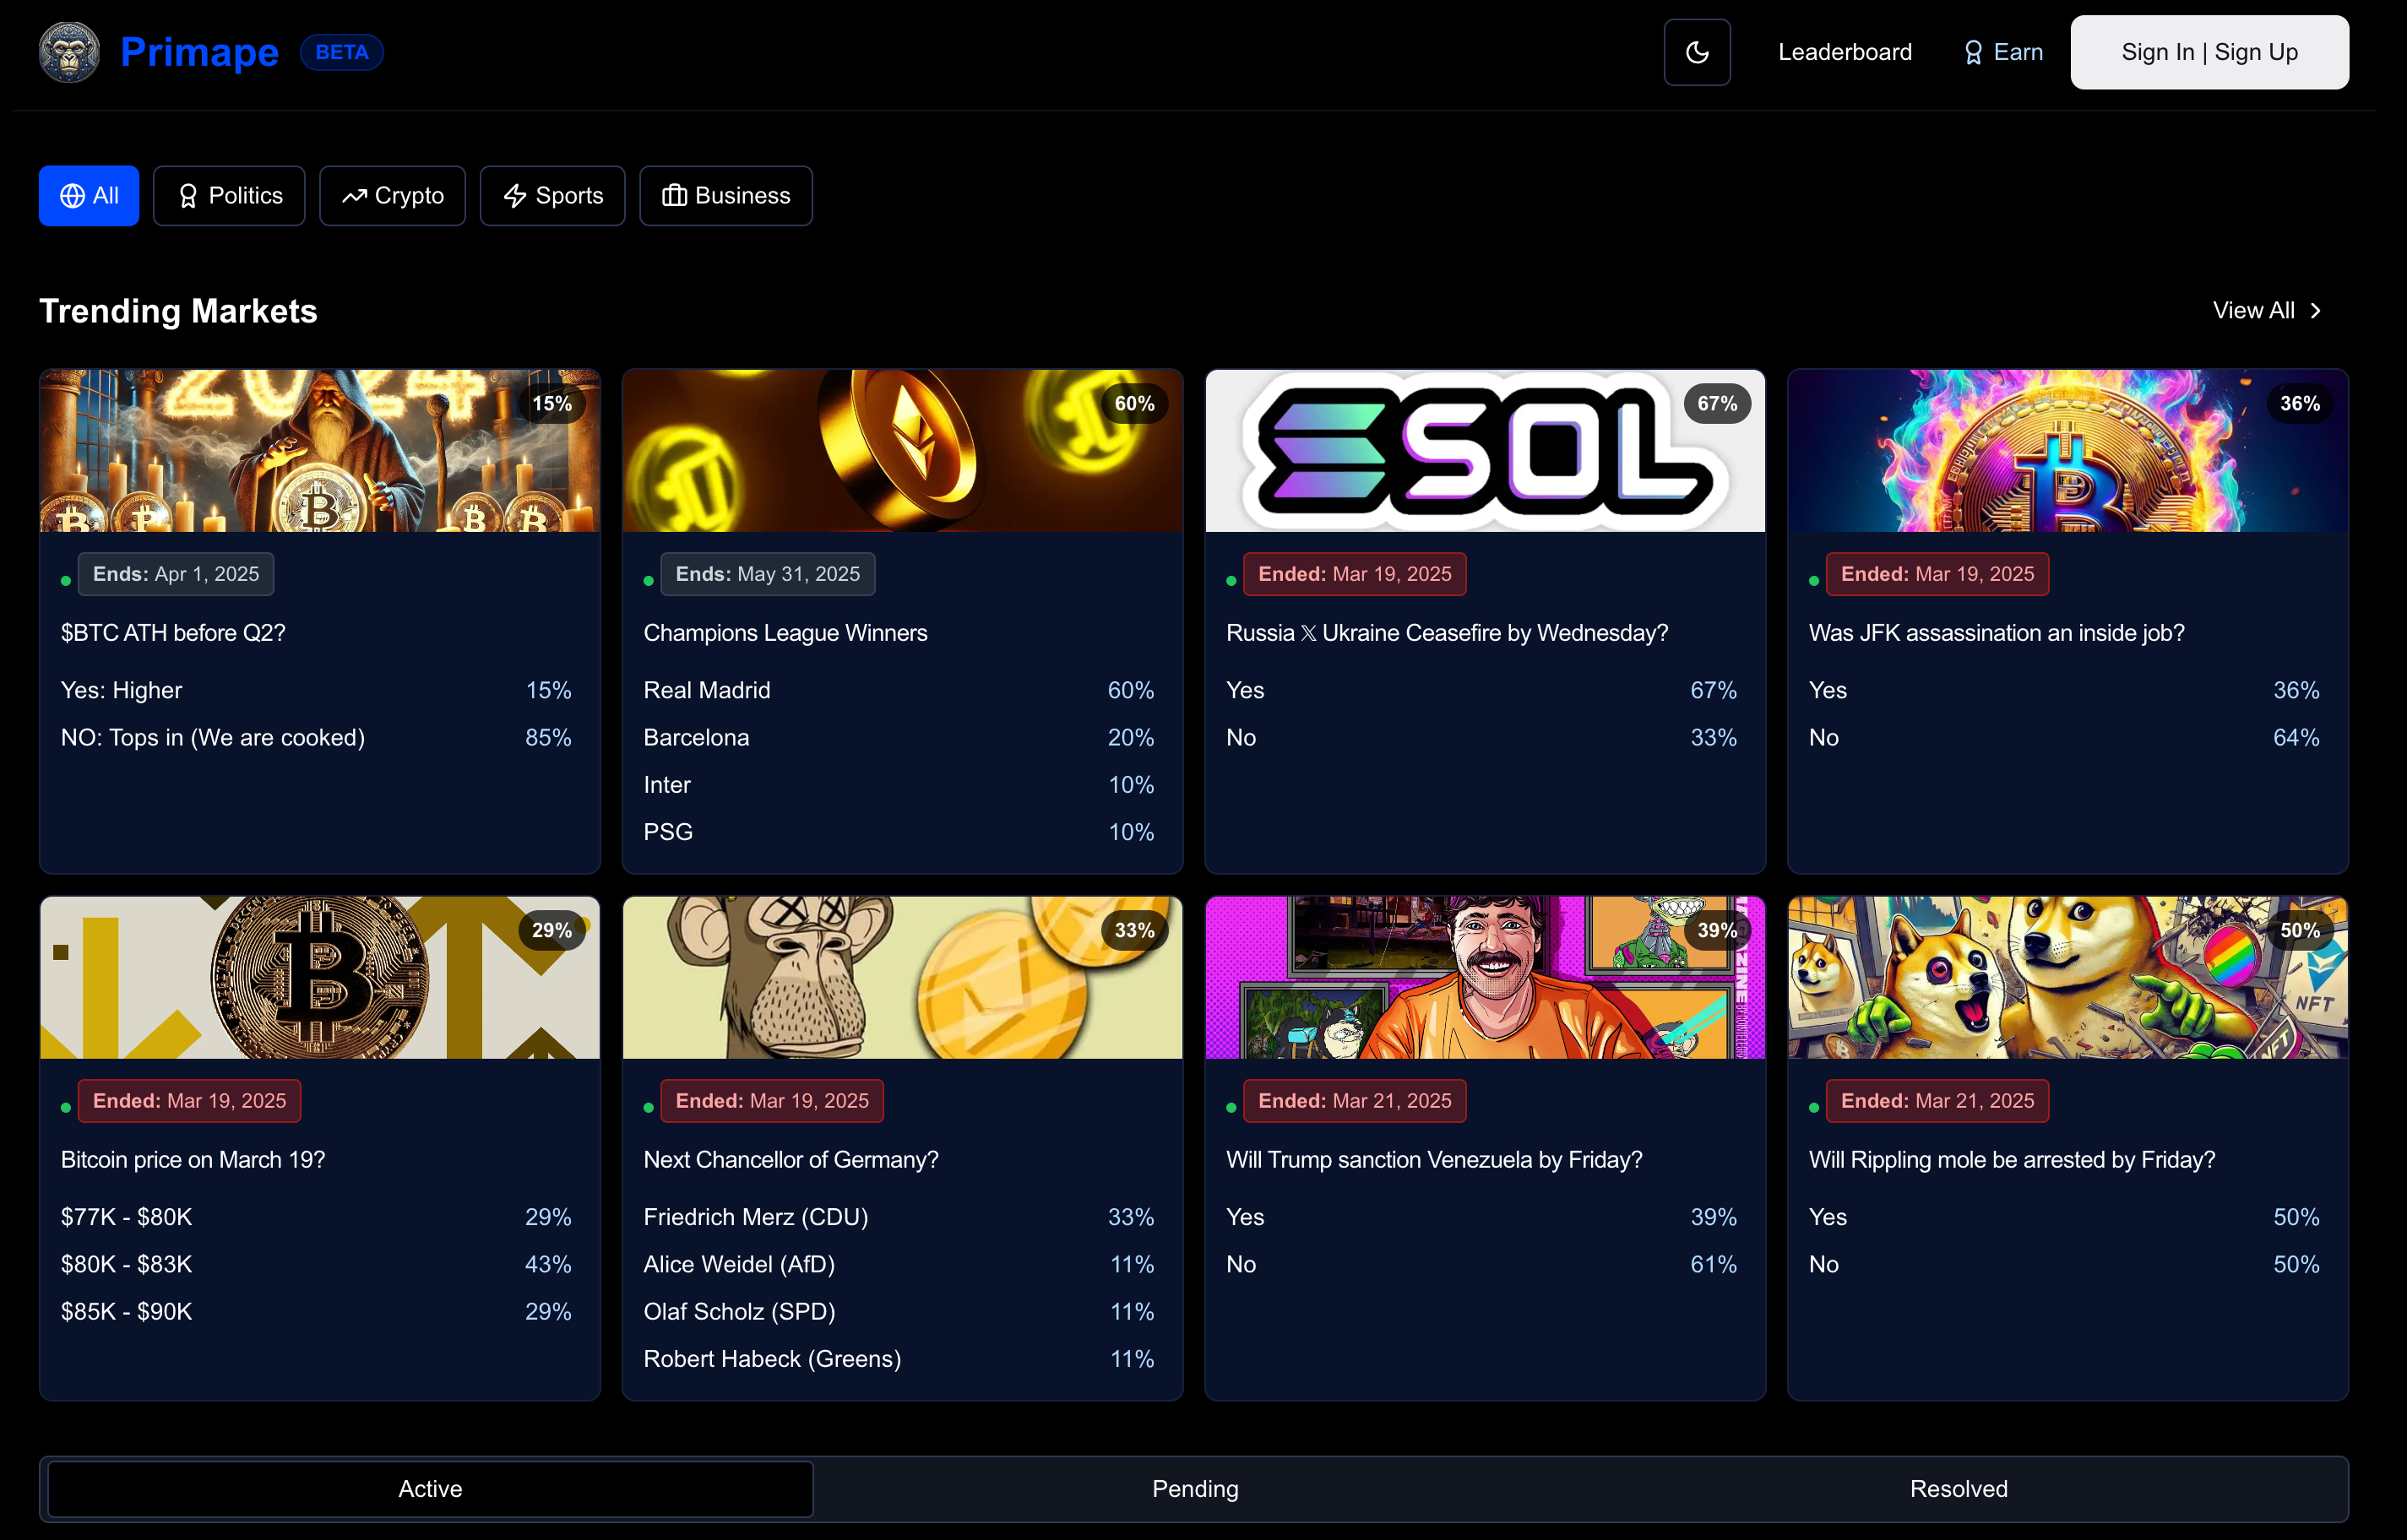 Primape BETA
Leaderboard
Earn
Sign In | Sign Up
All
Politics
Crypto
Sports
Business
Trending Markets
View All
2024
15%
Ends: Apr 1, 2025
$BTC ATH before Q2?
Yes: Higher 15%
NO: Tops in (We are cooked) 85%
60%
Ends: May 31, 2025
Champions League Winners
Real Madrid 60%
Barcelona 20%
Inter 10%
PSG 10%
SOL
67%
Ended: Mar 19, 2025
Russia 𝕏 Ukraine Ceasefire by Wednesday?
Yes 67%
No 33%
36%
Ended: Mar 19, 2025
Was JFK assassination an inside job?
Yes 36%
No 64%
29%
Ended: Mar 19, 2025
Bitcoin price on March 19?
$77K - $80K 29%
$80K - $83K 43%
$85K - $90K 29%
33%
Ended: Mar 19, 2025
Next Chancellor of Germany?
Friedrich Merz (CDU) 33%
Alice Weidel (AfD) 11%
Olaf Scholz (SPD) 11%
Robert Habeck (Greens) 11%
39%
Ended: Mar 21, 2025
Will Trump sanction Venezuela by Friday?
Yes 39%
No 61%
50%
NFT
NFT
Ended: Mar 21, 2025
Will Rippling mole be arrested by Friday?
Yes 50%
No 50%
Active
Pending
Resolved